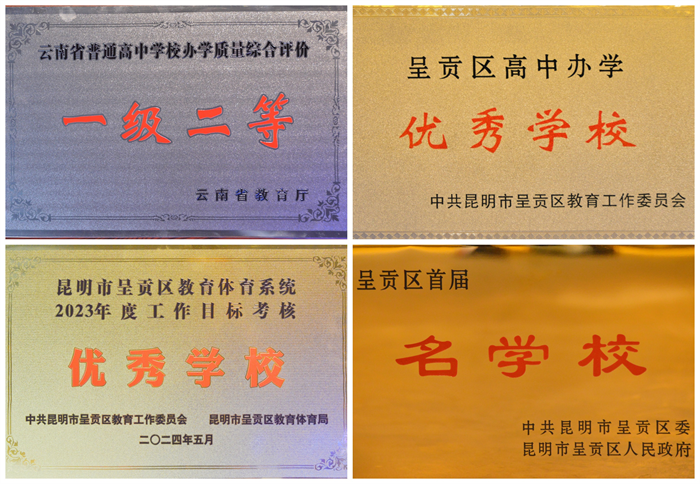 云南省普通高中学校办学质量综合评价
一级二等
云南省教育厅
呈贡区高中办学
优秀学校
中共昆明市呈贡区教育工作委员会
昆明市呈贡区教育体育系统
2023年度工作目标考核
优秀学校
中共昆明市呈贡区教育工作委员会 昆明市呈贡区教育体育局
二〇二四年五月
呈贡区首届
名学校
中共昆明市呈贡区委
昆明市呈贡区人民政府